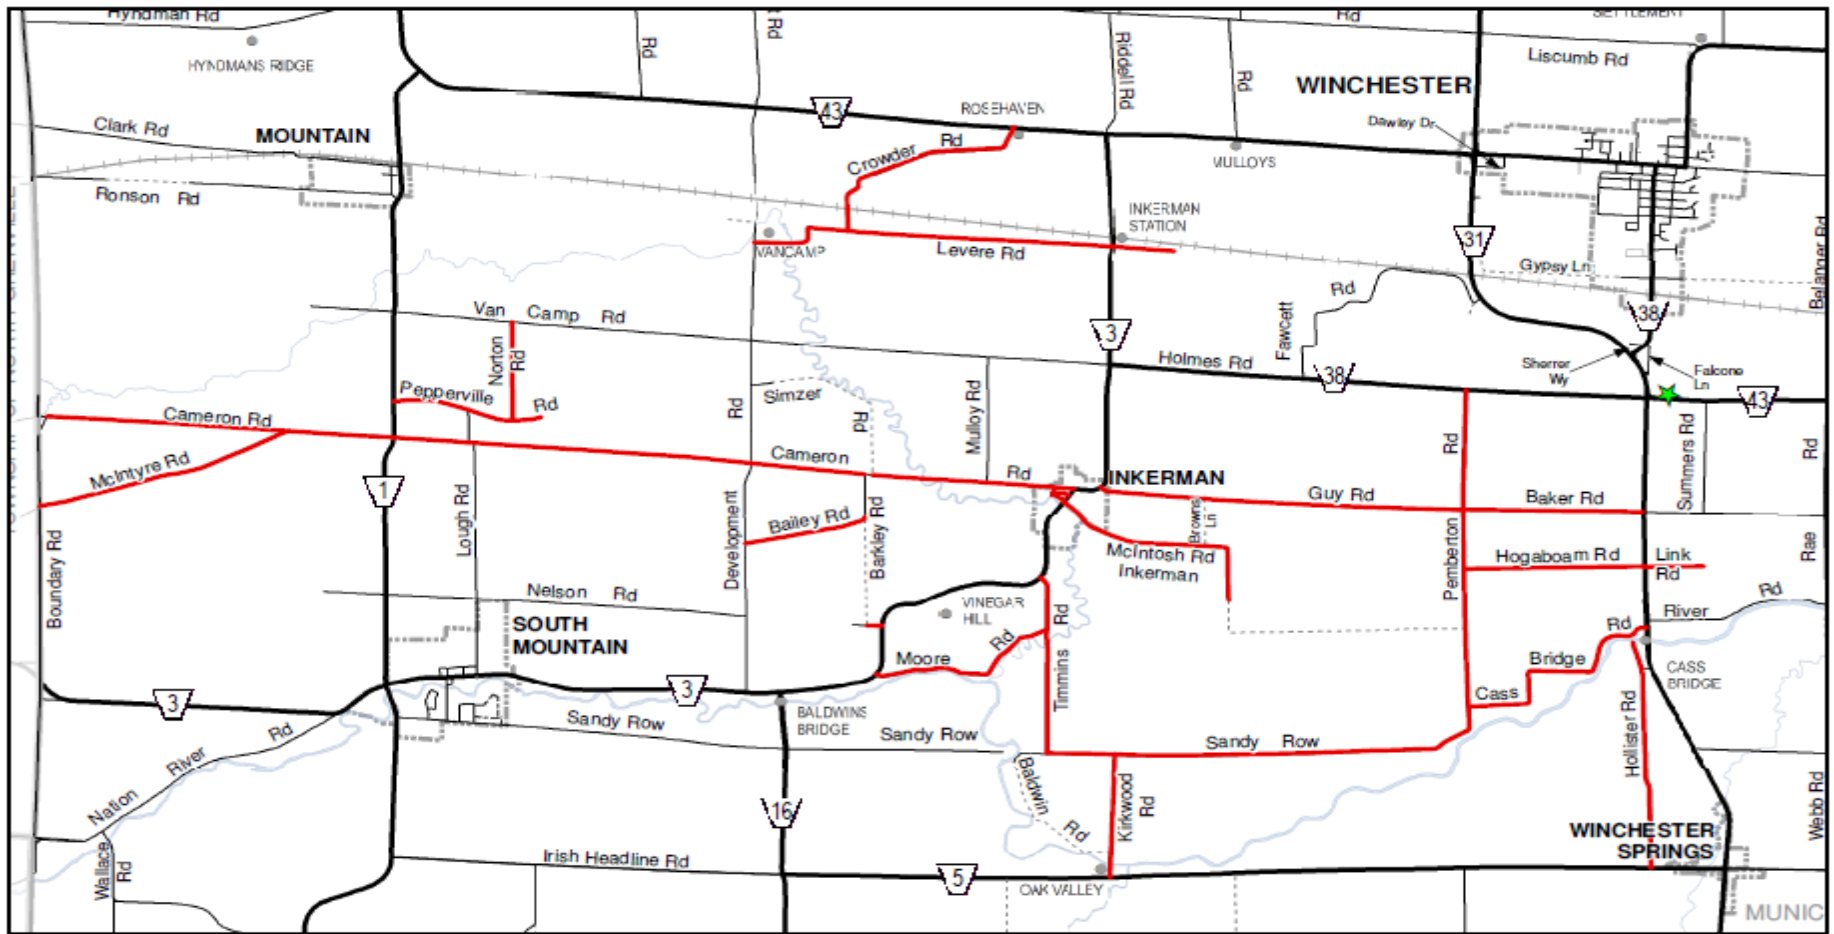 Hyndman Rd
HYNDMANS RIDGE
Rd
Rd
Riddell Rd
Rd
Rd
SETTLEMENT
Liscumb Rd
WINCHESTER
Dawley Dr
43
ROSEHAVEN
Clark Rd
MOUNTAIN
Crowder Rd
MULLOYS
Ronson Rd
INKERMAN
STATION
VANCAMP
Levere Rd
31
Gypsy Ln
Belanger Rd
Van Camp Rd
Norton
Rd
3
Fawcett
Rd
38
Holmes Rd
38
Sherrer
Wy
Falcone
Ln
43
Pepperville Rd
Simzer
Rd
Rd
Mulloy Rd
Rd
Summers Rd
Rd
Cameron Rd
McIntyre Rd
Cameron Rd
INKERMAN
Guy Rd
Baker Rd
1
Lough Rd
Development
Bailey Rd
Barkley Rd
Browns
Ln
McIntosh Rd
Inkerman
Pemberton
Hogaboam Rd
Link
Rd
Rae
Boundary Rd
Nelson Rd
SOUTH
MOUNTAIN
VINEGAR
HILL
Rd
River
Rd
Moore Rd
Timmins
Cass Bridge Rd
CASS
BRIDGE
3
3
BALDWINS
BRIDGE
Sandy Row
Sandy Row
Sandy Row
Hollister Rd
Nation River Rd
16
Baldwin Rd
Kirkwood
Rd
Webb Rd
WINCHESTER
SPRINGS
Wallace
Rd
Irish Headline Rd
5
OAK VALLEY
MUNIC